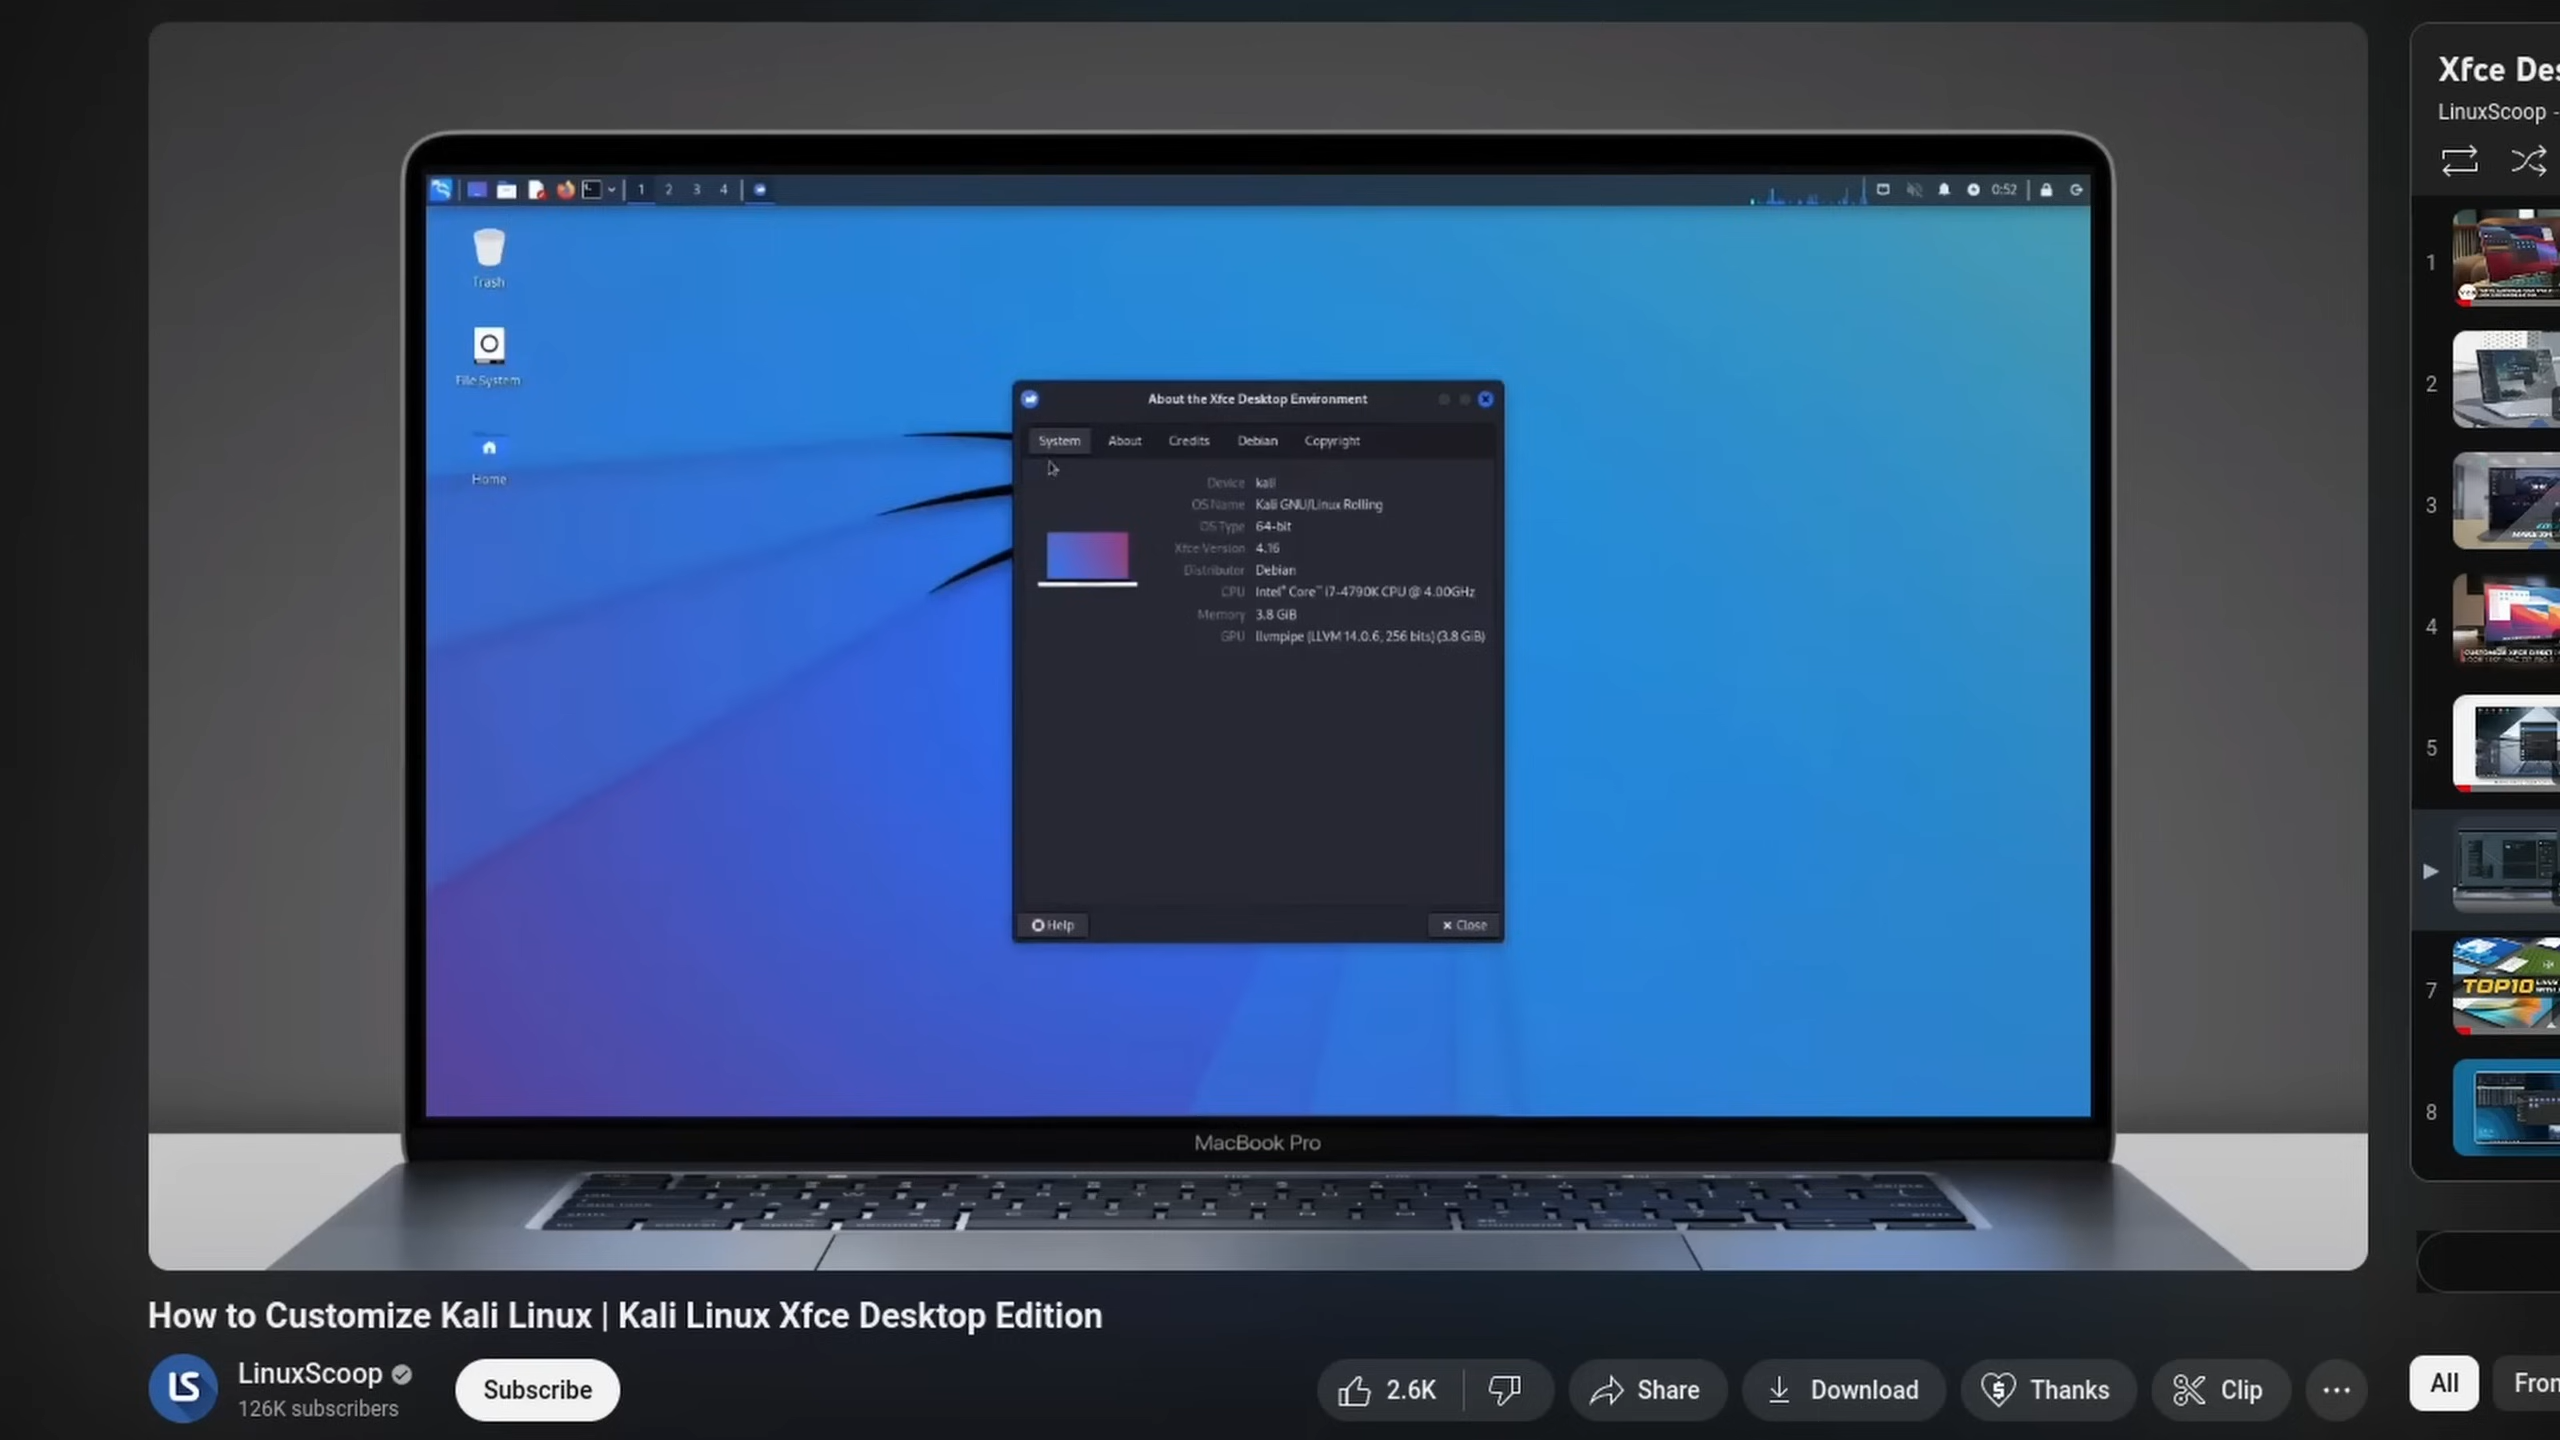 Xfce Des
LinuxScoop -
1 2 3 4
0:52
Trash
File System
Home
About the Xfce Desktop Environment
System About Credits Debian Copyright
Device kali
OS Name Kali GNU/Linux Rolling
OS Type 64-bit
Xfce Version 4.16
Distributor Debian
CPU Intel® Core™ i7-4790K CPU @ 4.00GHz
Memory 3.8 GiB
GPU llvmpipe (LLVM 14.0.6, 256 bits) (3.8 GiB)
Help
Close
MacBook Pro
1
2
3
4
5
7
TOP10
8
How to Customize Kali Linux | Kali Linux Xfce Desktop Edition
LS
LinuxScoop
126K subscribers
Subscribe
2.6K
Share
Download
Thanks
Clip
All
Fron